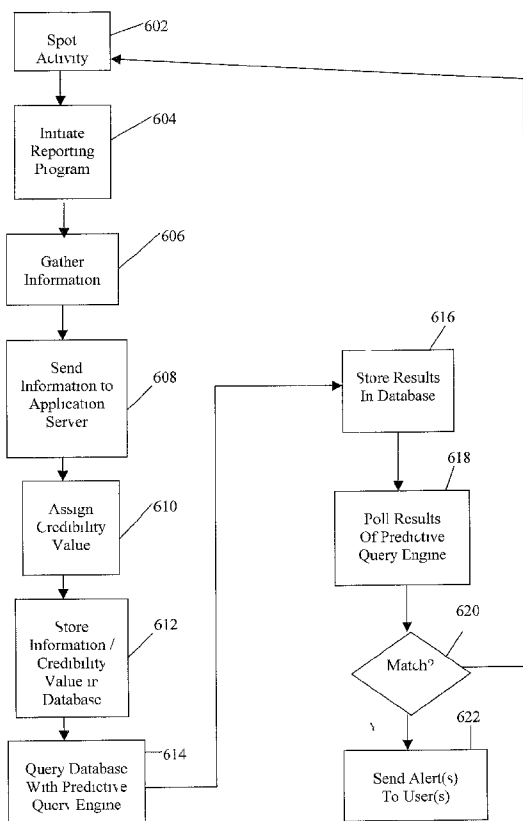 602
Spot
Activity
604
Initiate
Reporting
Program
606
Gather
Information
608
Send
Information to
Application
Server
610
Assign
Credibility
Value
612
Store
Information /
Credibility
Value in
Database
614
Query Database
With Predictive
Query Engine
616
Store Results
In Database
618
Poll Results
Of Predictive
Query Engine
620
Match?
Y
622
Send Alert(s)
To User(s)